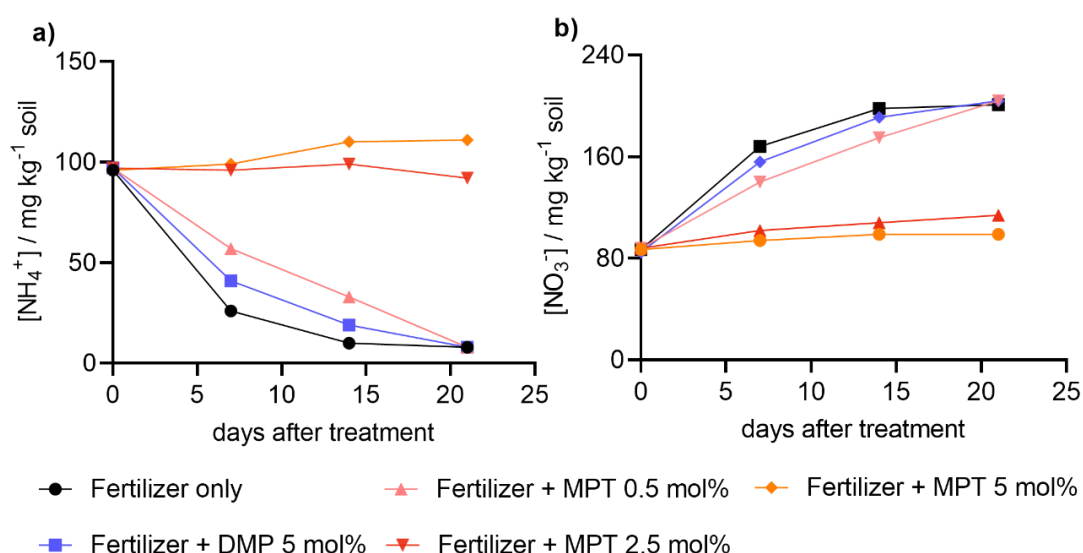 a)
150
100
50
0
[NH₄⁺] / mg kg⁻¹ soil
0 5 10 15 20 25
days after treatment
b)
240
160
80
0
[NO₃⁻] / mg kg⁻¹ soil
0 5 10 15 20 25
days after treatment
Fertilizer only
Fertilizer + MPT 0.5 mol%
Fertilizer + MPT 5 mol%
Fertilizer + DMP 5 mol%
Fertilizer + MPT 2.5 mol%